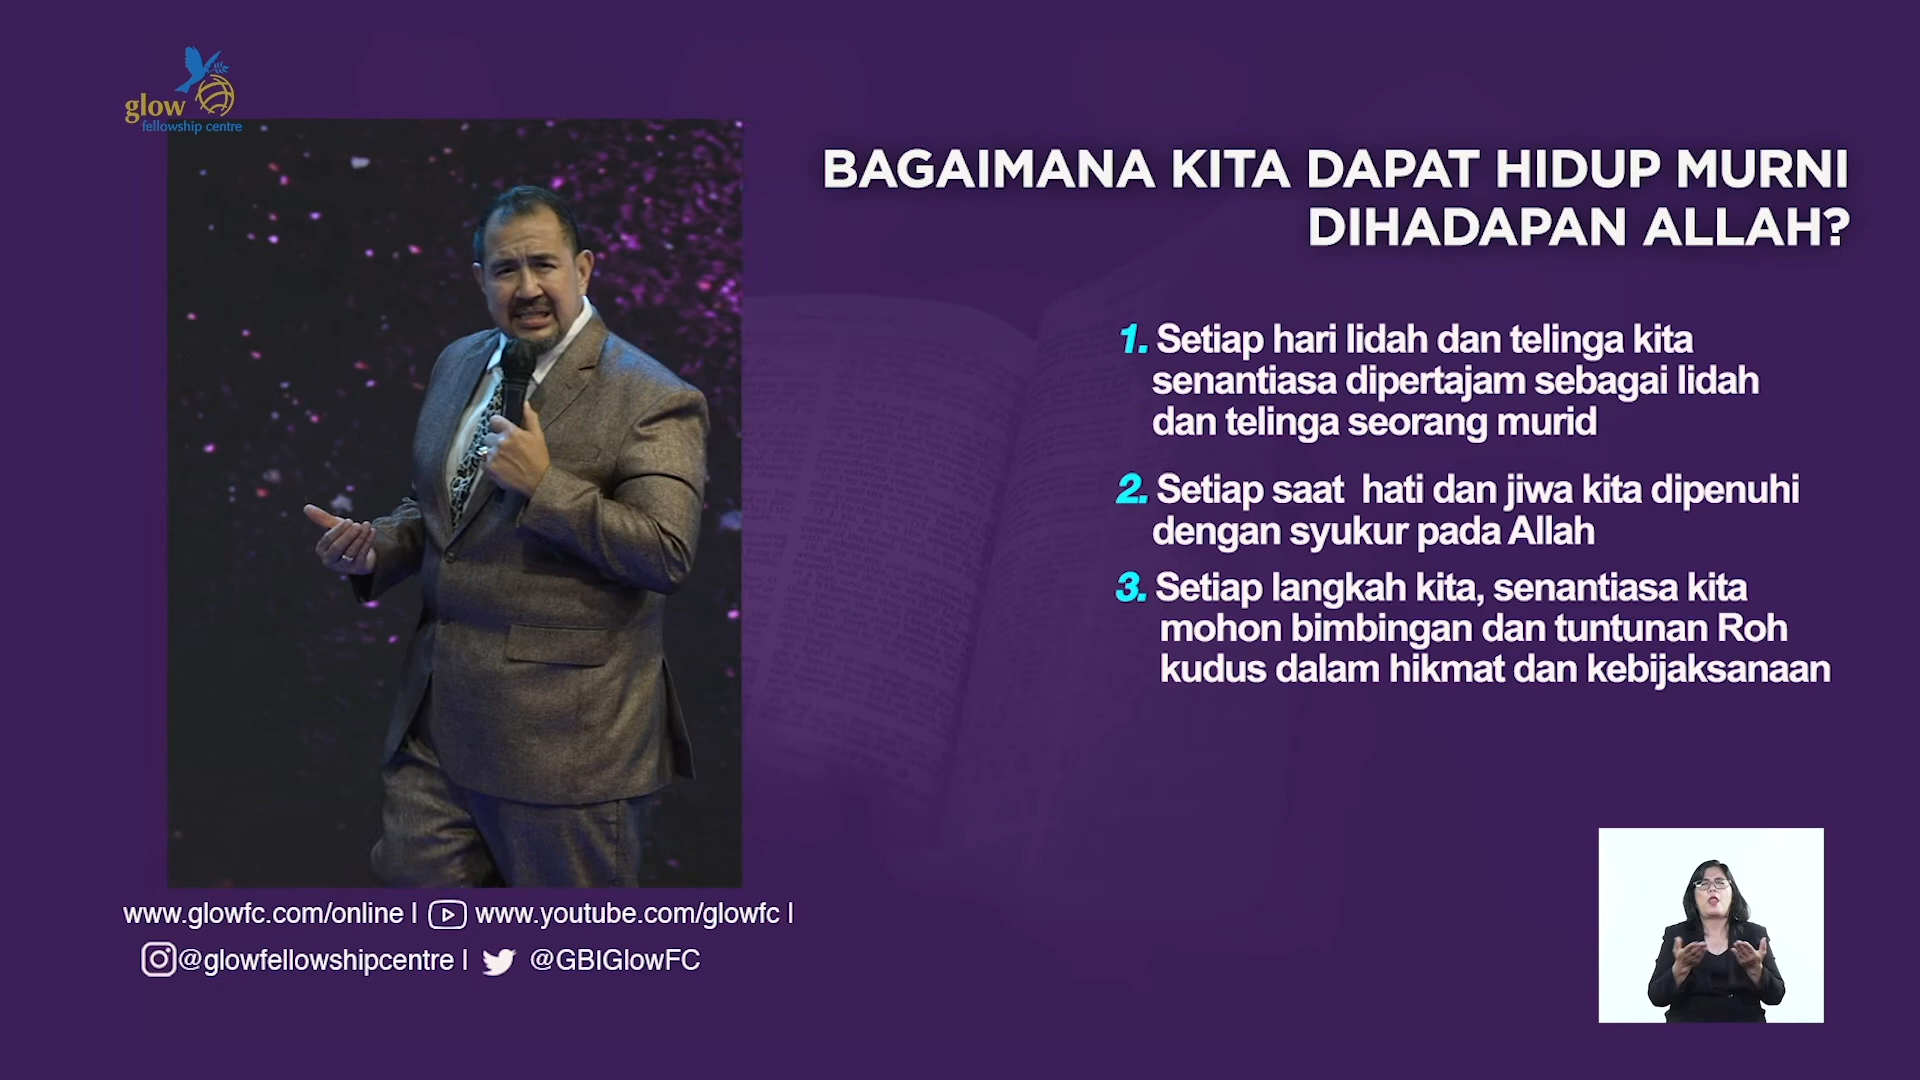 glow
fellowship centre
BAGAIMANA KITA DAPAT HIDUP MURNI
DIHADAPAN ALLAH?
1. Setiap hari lidah dan telinga kita
senantiasa dipertajam sebagai lidah
dan telinga seorang murid
2. Setiap saat hati dan jiwa kita dipenuhi
dengan syukur pada Allah
3. Setiap langkah kita, senantiasa kita
mohon bimbingan dan tuntunan Roh
kudus dalam hikmat dan kebijaksanaan
www.glowfc.com/online | www.youtube.com/glowfc |
@glowfellowshipcentre | @GBIGlowFC